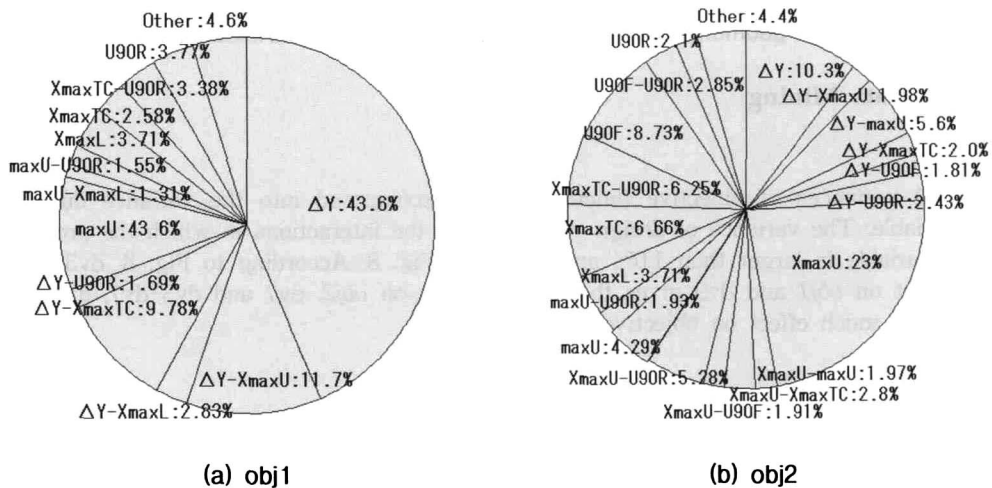 Other:4.6%
U90R:3.77%
XmaxTC-U90R:3.38%
XmaxTC:2.58%
XmaxL:3.71%
maxU-U90R:1.55%
maxU-XmaxL:1.31%
maxU:43.6%
ΔY-U90R:1.69%
ΔY-XmaxTC:9.78%
ΔY-XmaxL:2.83%
ΔY-XmaxU:11.7%
ΔY:43.6%
(a) obj1
Other:4.4%
U90R:2.1%
U90F-U90R:2.85%
U90F:8.73%
XmaxTC-U90R:6.25%
XmaxTC:6.66%
XmaxL:3.71%
maxU-U90R:1.93%
maxU:4.29%
XmaxU-U90R:5.28%
XmaxU-U90F:1.91%
XmaxU-XmaxTC:2.8%
XmaxU-maxU:1.97%
XmaxU:23%
ΔY-U90R:2.43%
ΔY-U90F:1.81%
ΔY-XmaxTC:2.0%
ΔY-maxU:5.6%
ΔY-XmaxU:1.98%
ΔY:10.3%
(b) obj2